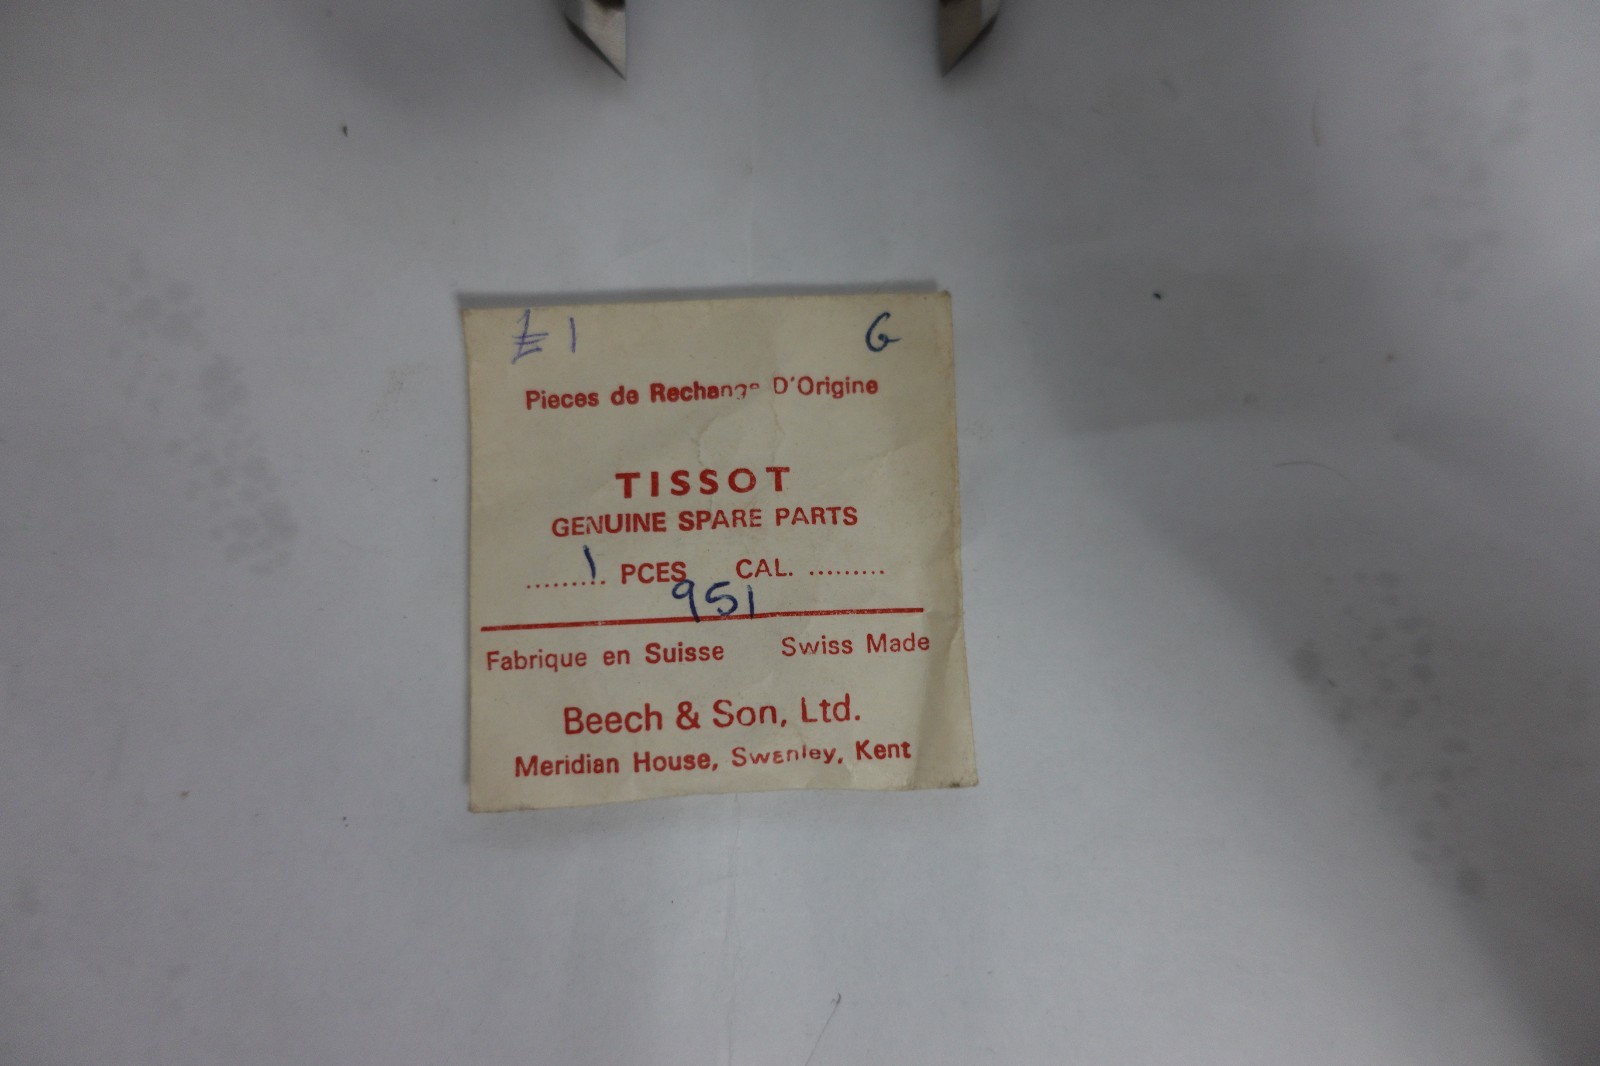 £1 G
Pieces de Rechange D'Origine
TISSOT
GENUINE SPARE PARTS
.........1. PCES CAL. .........
951
Fabrique en Suisse Swiss Made
Beech & Son, Ltd.
Meridian House, Swanley, Kent